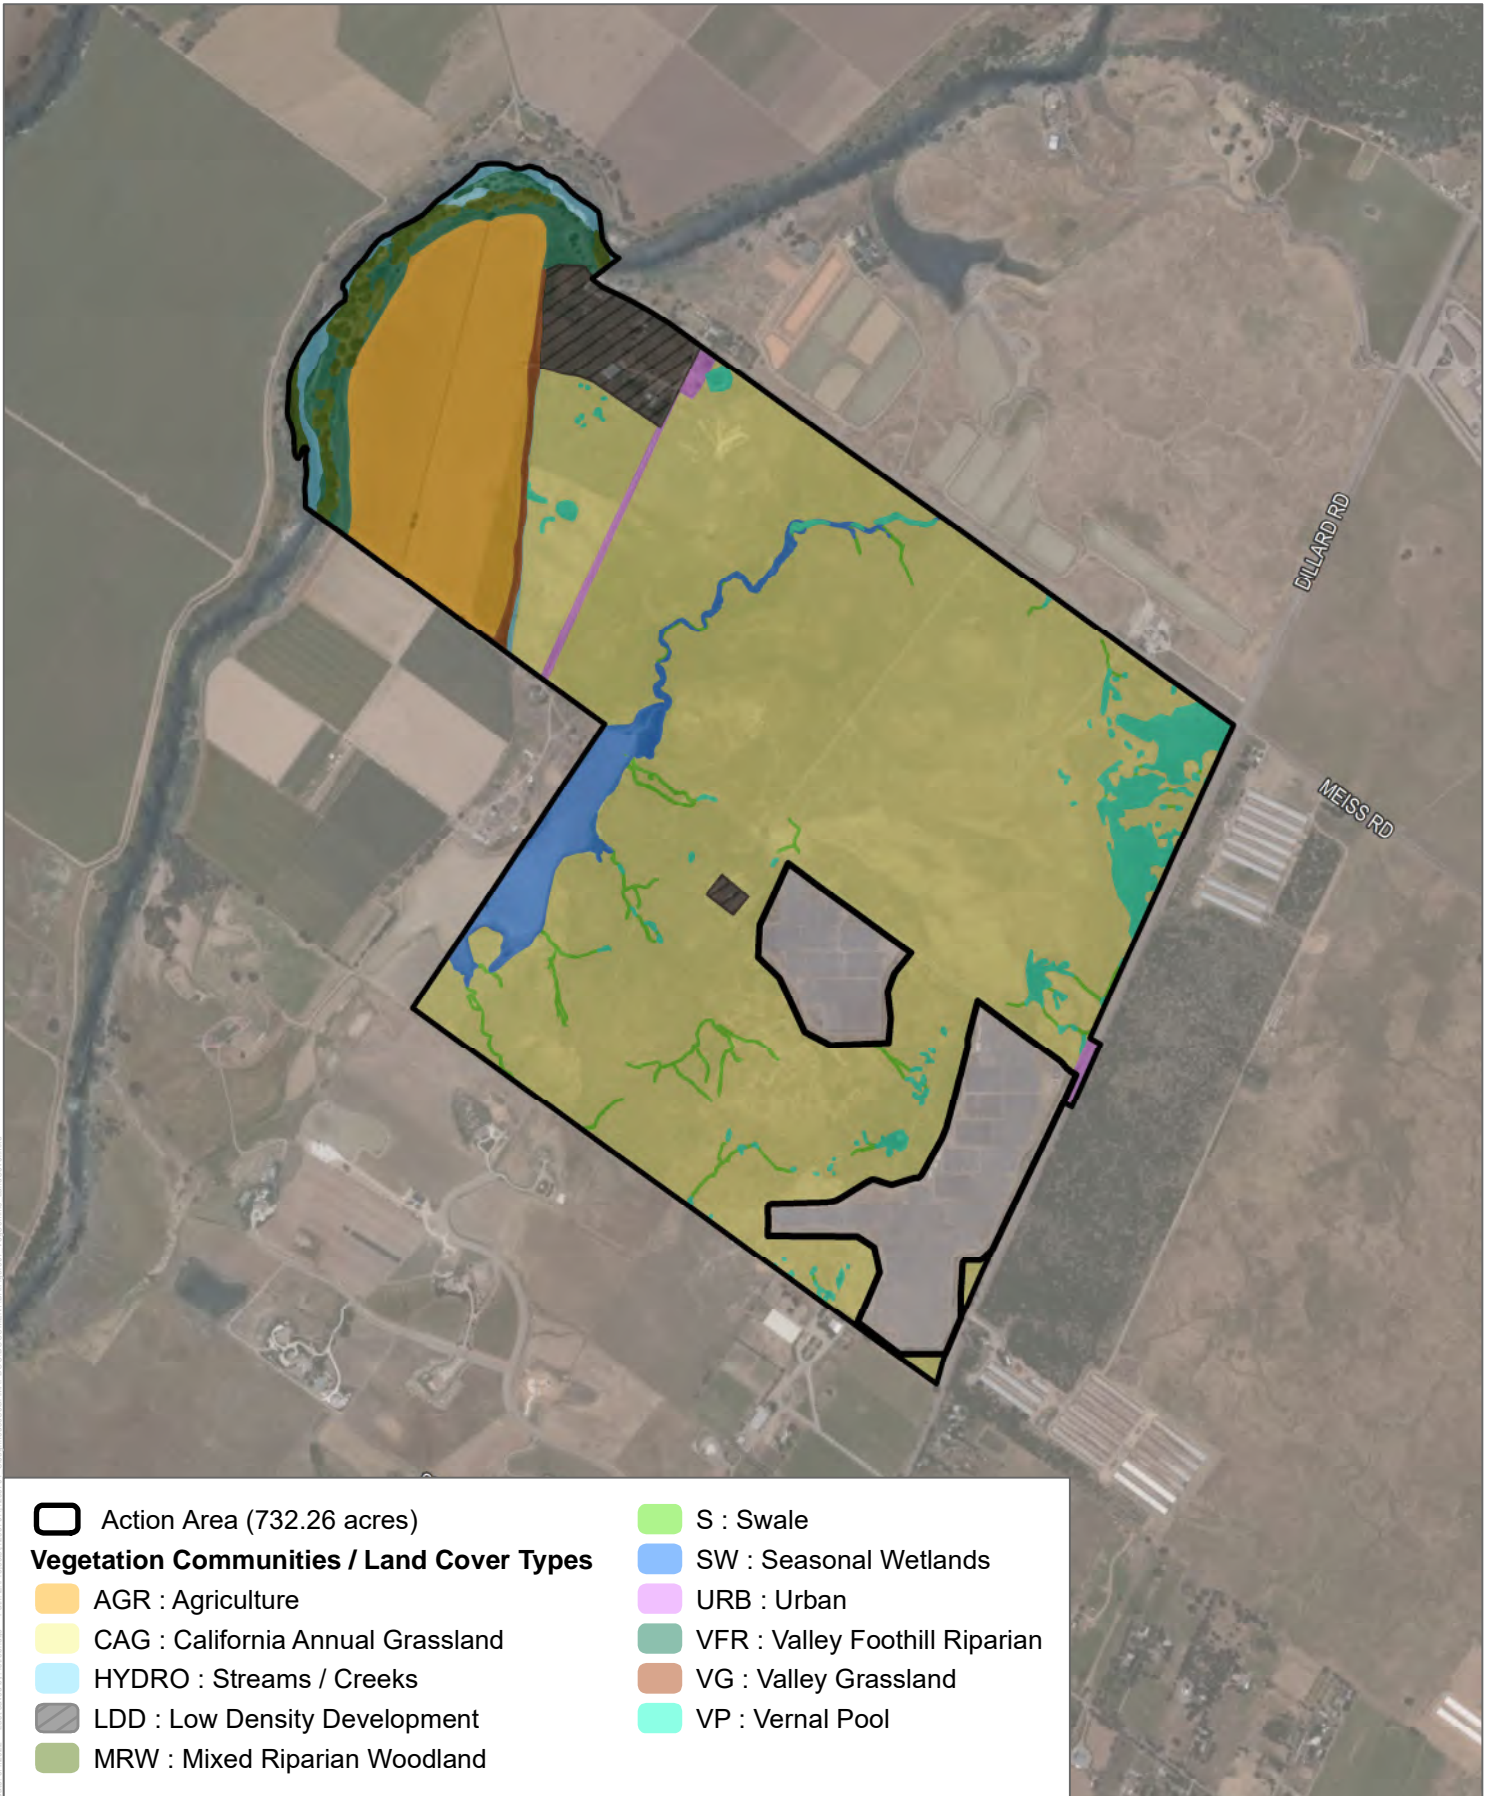 DILLARD RD
MEISS RD
Action Area (732.26 acres)
Vegetation Communities / Land Cover Types
AGR : Agriculture
CAG : California Annual Grassland
HYDRO : Streams / Creeks
LDD : Low Density Development
MRW : Mixed Riparian Woodland
S : Swale
SW : Seasonal Wetlands
URB : Urban
VFR : Valley Foothill Riparian
VG : Valley Grassland
VP : Vernal Pool